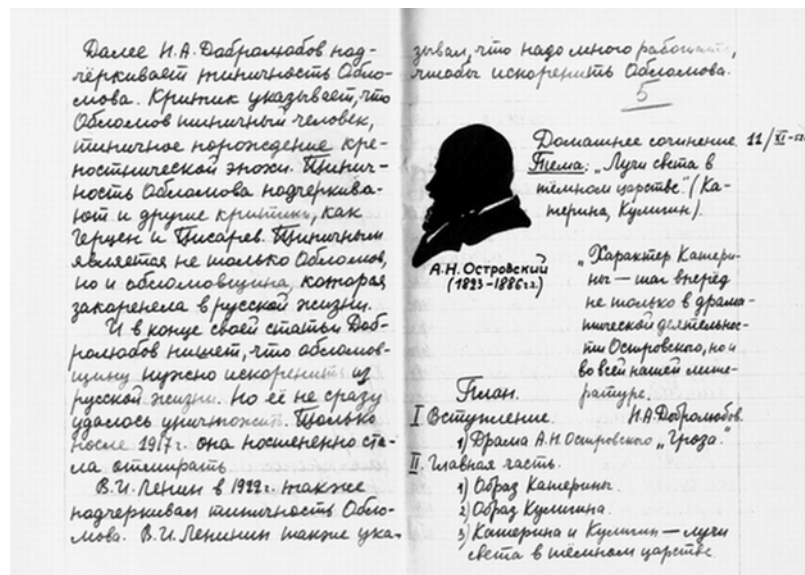 Далее Н.А. Добролюбов под-
чёркивает типичность Обло-
мова. Критик указывает, что
Обломов типичный человек,
типичное порождение кре-
постнической эпохи. Типич-
ность Обломова подчеркива-
ют и другие критики, как
Герцен и Писарев. Типичным
является не только Обломов,
но и обломовщина, которая
закоренела в русской жизни.
И в конце своей статьи Доб-
ролюбов пишет, что обломов-
щину нужно искоренить из
русской жизни. Но её не сразу
удалось уничтожить. Только
после 1917г. она постепенно ста-
ла отмирать
В.И. Ленин в 1922г. также
подчеркивал типичность Обло-
мова. В.И. Ленин также ука-
зывал, что надо много работать,
чтобы искоренить Обломова.
5
Домашнее сочинение 11/XI-
Тема: „Лучи света в
тёмном царстве." (Ка-
терина, Кулигин).
А.Н. Островский
(1823-1886гг.)
„Характер Катери-
ны — шаг вперёд
не только в драма-
тической деятельнос-
ти Островского, но и
во всей нашей лите-
ратуре.
Н.А. Добролюбов.
План.
I Вступление.
1) Драма А.Н. Островского „Гроза."
II. Главная часть.
1) Образ Катерины.
2) Образ Кулигина.
3) Катерина и Кулигин — лучи
света в тёмном царстве.